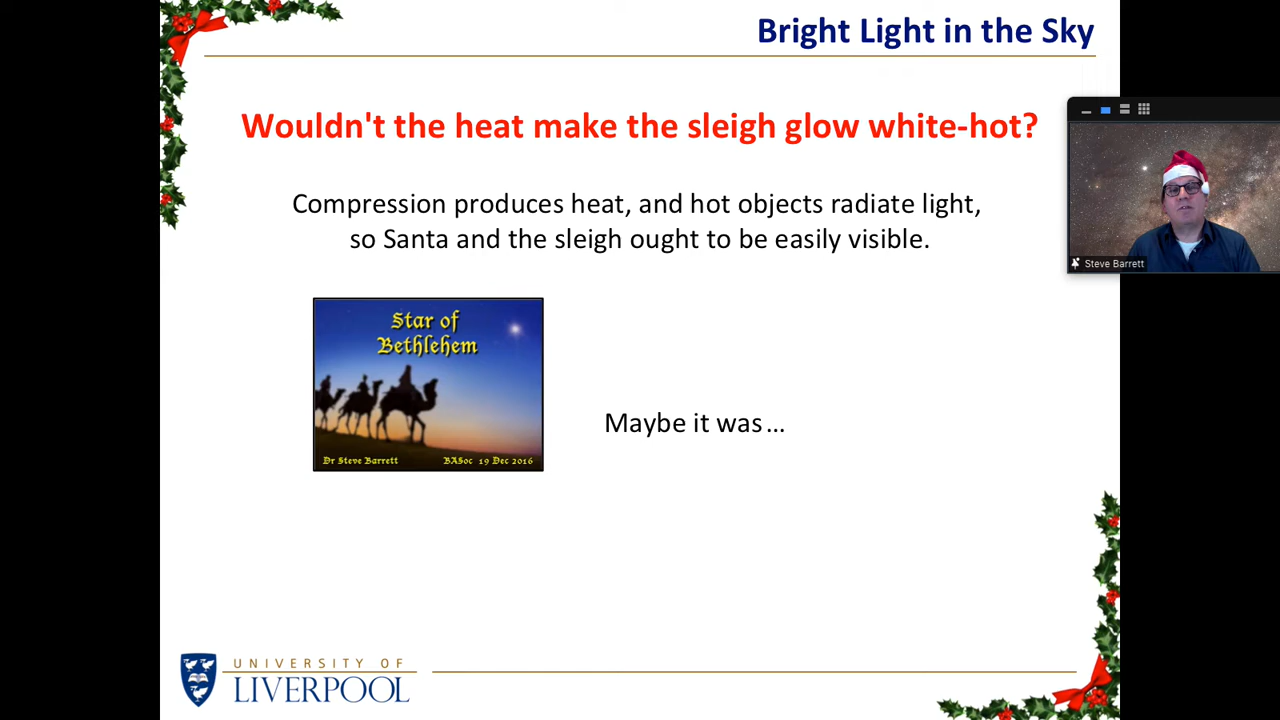 Bright Light in the Sky
Wouldn't the heat make the sleigh glow white-hot?
Compression produces heat, and hot objects radiate light,
so Santa and the sleigh ought to be easily visible.
Steve Barrett
Star of
Bethlehem
Dr Steve Barrett BASoc 19 Dec 2016
Maybe it was...
UNIVERSITY OF
LIVERPOOL